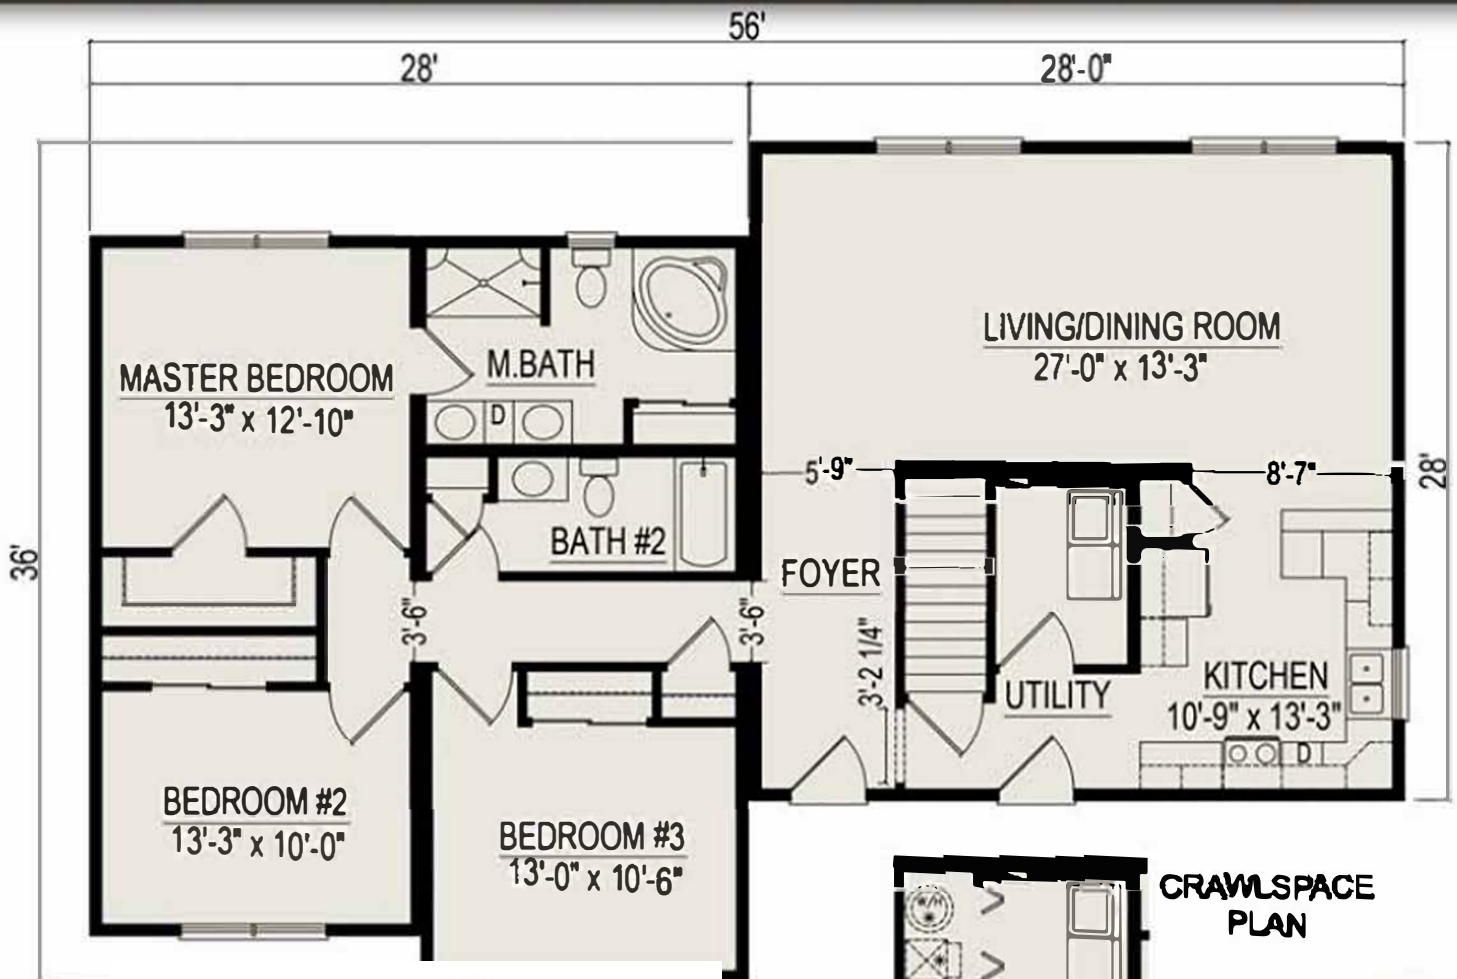 56'
28'
28'-0"
LIVING/DINING ROOM
27'-0" x 13'-3"
M.BATH
MASTER BEDROOM
13'-3" x 12'-10"
D
5'-9"
8'-7"
28'
BATH #2
36'
FOYER
3'-6"
3'-6"
3'-2 1/4"
KITCHEN
10'-9" x 13'-3"
UTILITY
D
BEDROOM #2
13'-3" x 10'-0"
BEDROOM #3
13'-0" x 10'-6"
CRAWLSPACE
PLAN
W/H